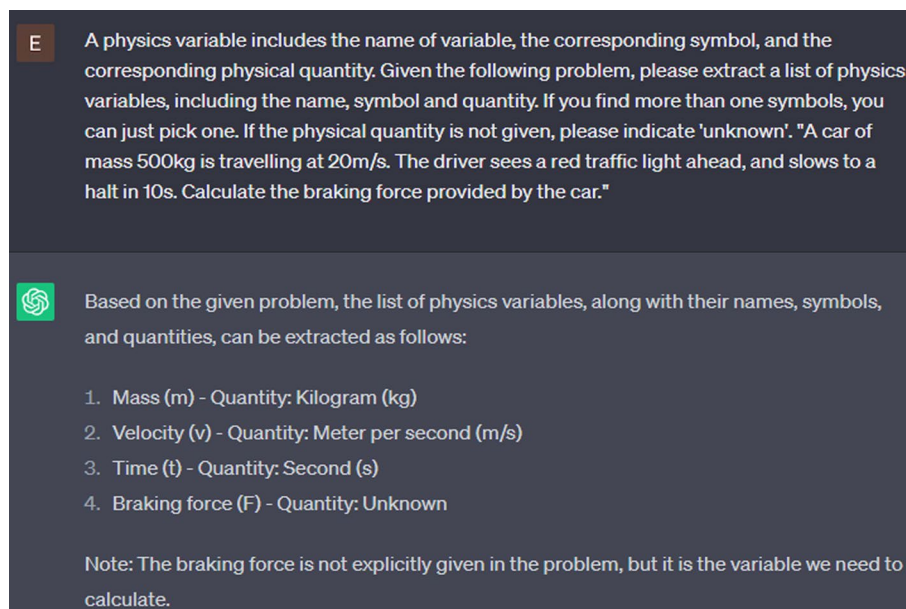 E
A physics variable includes the name of variable, the corresponding symbol, and the
corresponding physical quantity. Given the following problem, please extract a list of physics
variables, including the name, symbol and quantity. If you find more than one symbols, you
can just pick one. If the physical quantity is not given, please indicate 'unknown'. "A car of
mass 500kg is travelling at 20m/s. The driver sees a red traffic light ahead, and slows to a
halt in 10s. Calculate the braking force provided by the car."
Based on the given problem, the list of physics variables, along with their names, symbols,
and quantities, can be extracted as follows:
1. Mass (m) - Quantity: Kilogram (kg)
2. Velocity (v) - Quantity: Meter per second (m/s)
3. Time (t) - Quantity: Second (s)
4. Braking force (F) - Quantity: Unknown
Note: The braking force is not explicitly given in the problem, but it is the variable we need to
calculate.